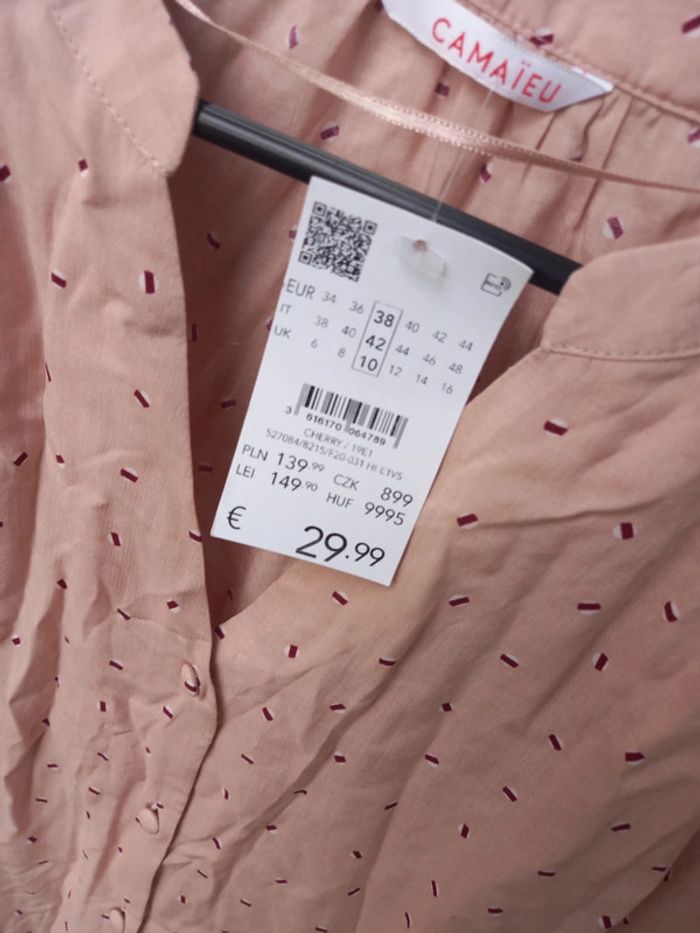 CAMAÏEU
EUR 34 36 38 40 42 44
IT 38 40 42 44 46 48
UK 6 8 10 12 14 16
3 616170 064789
CHERRY / 19E1
527084/8215/F20-031 HI-E1VS
PLN 139.99 CZK 899
LEI 149.90 HUF 9995
€ 29.99